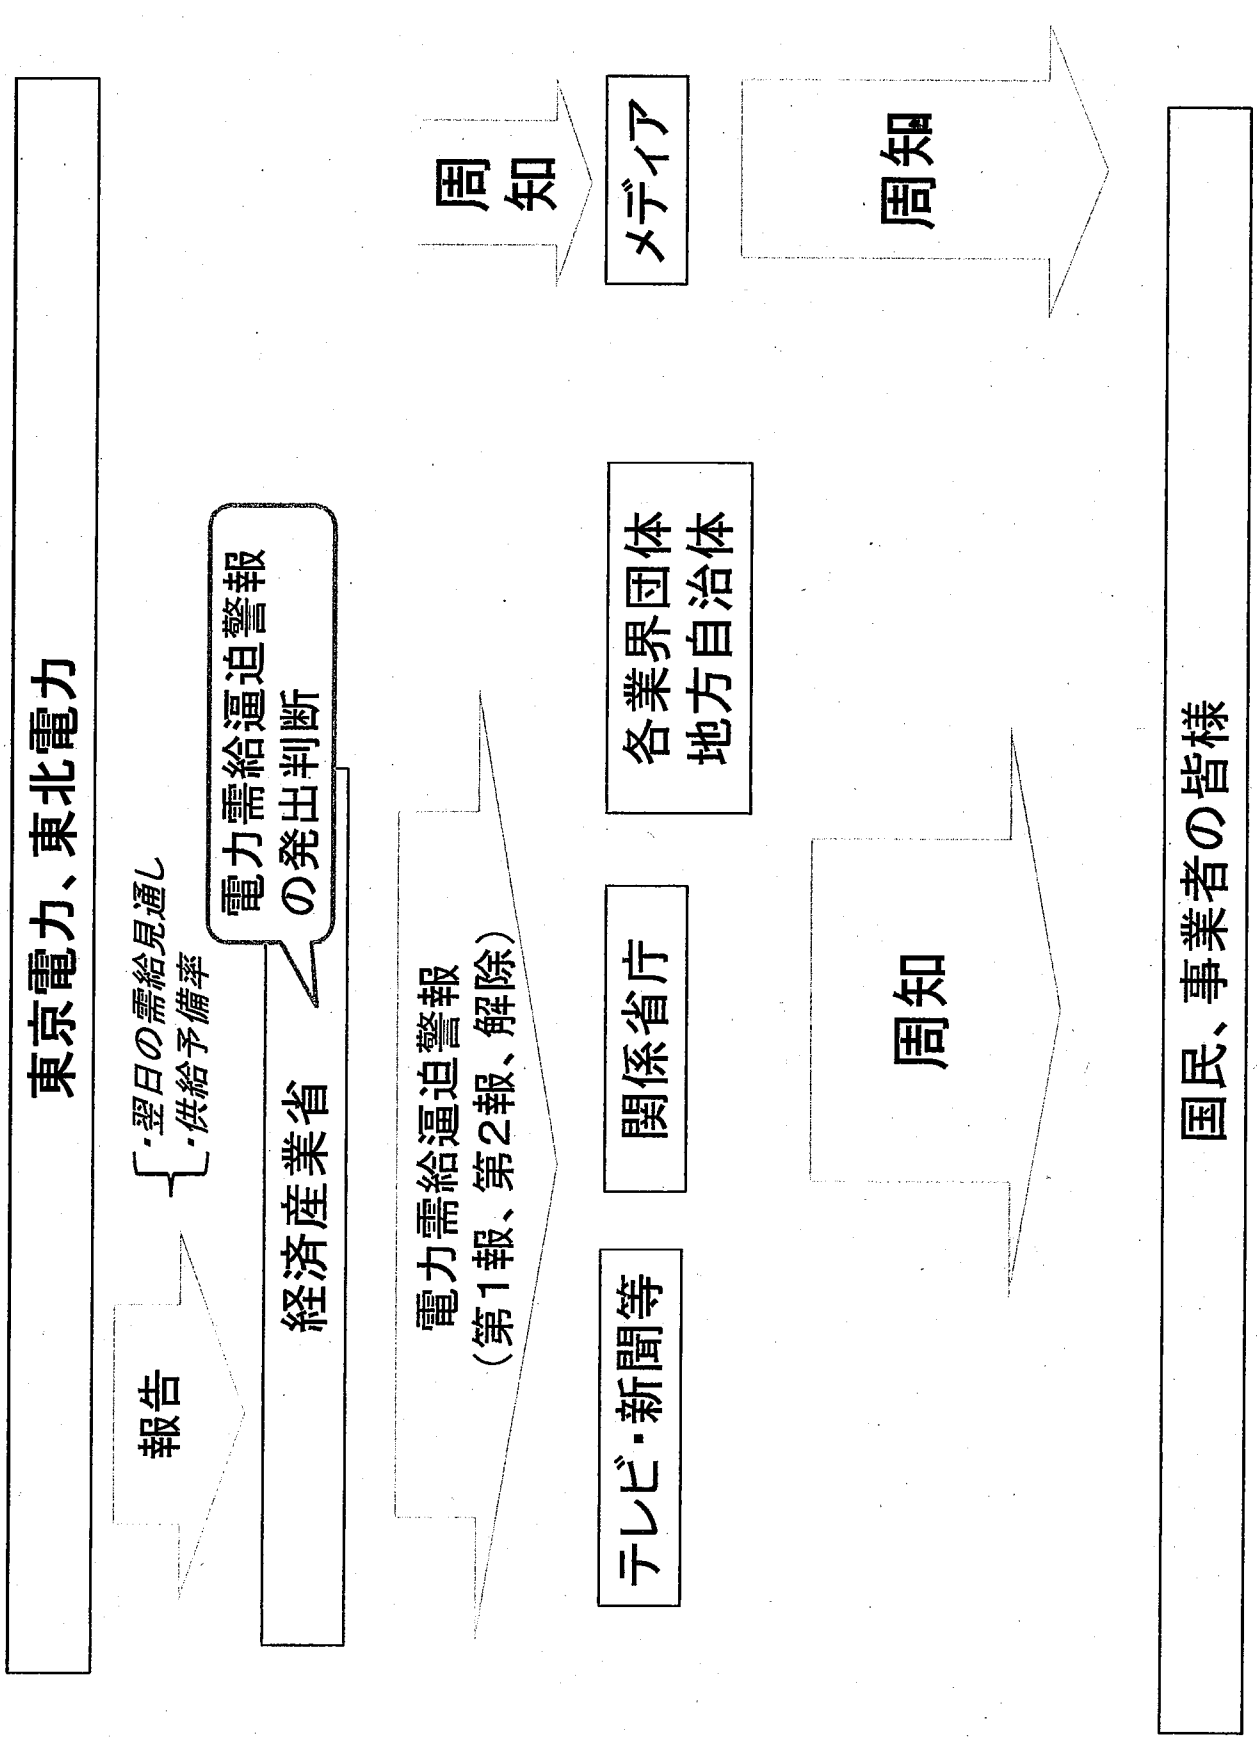 東京電力、東北電力
報告
・翌日の需給見通し
・供給予備率
電力需給逼迫警報
の発出判断
経済産業省
電力需給逼迫警報
（第１報、第２報、解除）
周
知
テレビ・新聞等
関係省庁
各業界団体
地方自治体
メディア
周知
周知
国民、事業者の皆様